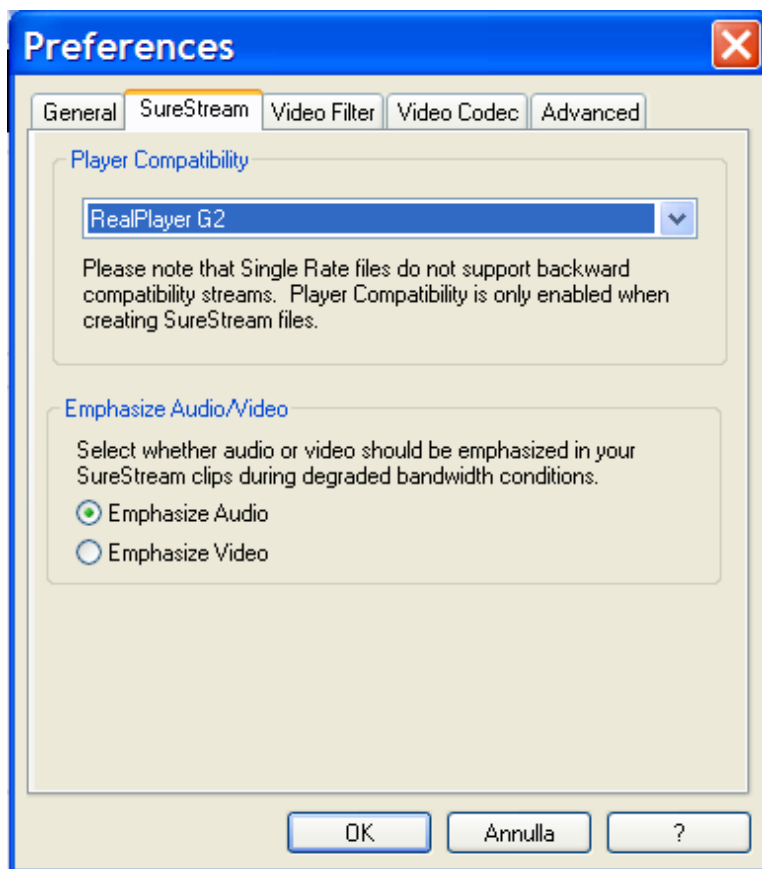 Preferences
General SureStream Video Filter Video Codec Advanced
Player Compatibility
RealPlayer G2
Please note that Single Rate files do not support backward
compatibility streams. Player Compatibility is only enabled when
creating SureStream files.
Emphasize Audio/Video
Select whether audio or video should be emphasized in your
SureStream clips during degraded bandwidth conditions.
Emphasize Audio
Emphasize Video
OK Annulla ?